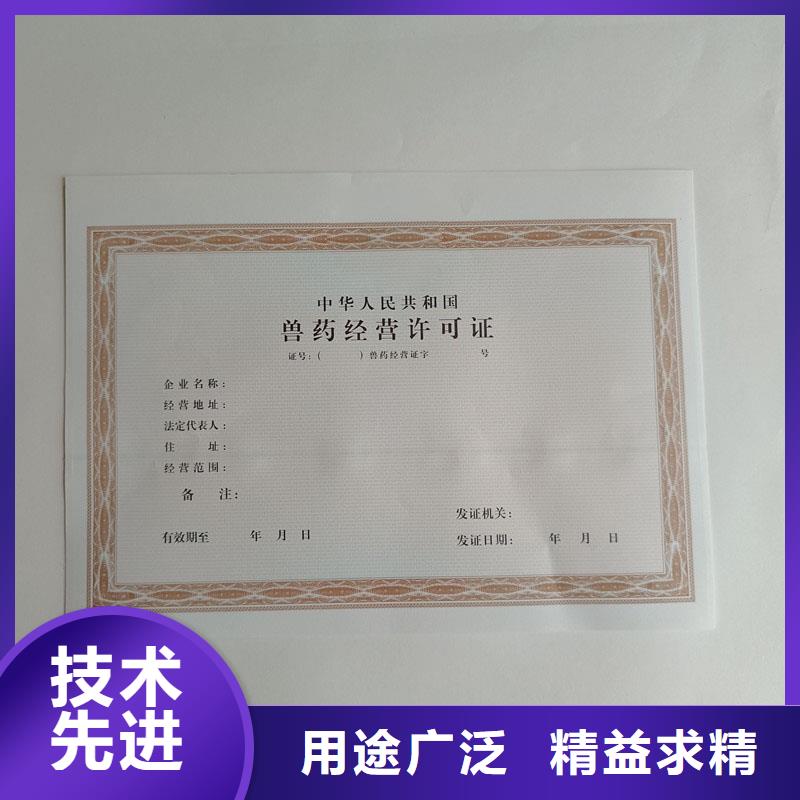 中华人民共和国
兽药经营许可证
证号：（ ）兽药经营证字 号
企业名称：
经营地址：
法定代表人：
住 址：
经营范围：
备 注：
发证机关：
有效期至 年 月 日
发证日期： 年 月 日
技术
先进
用途广泛 精益求精